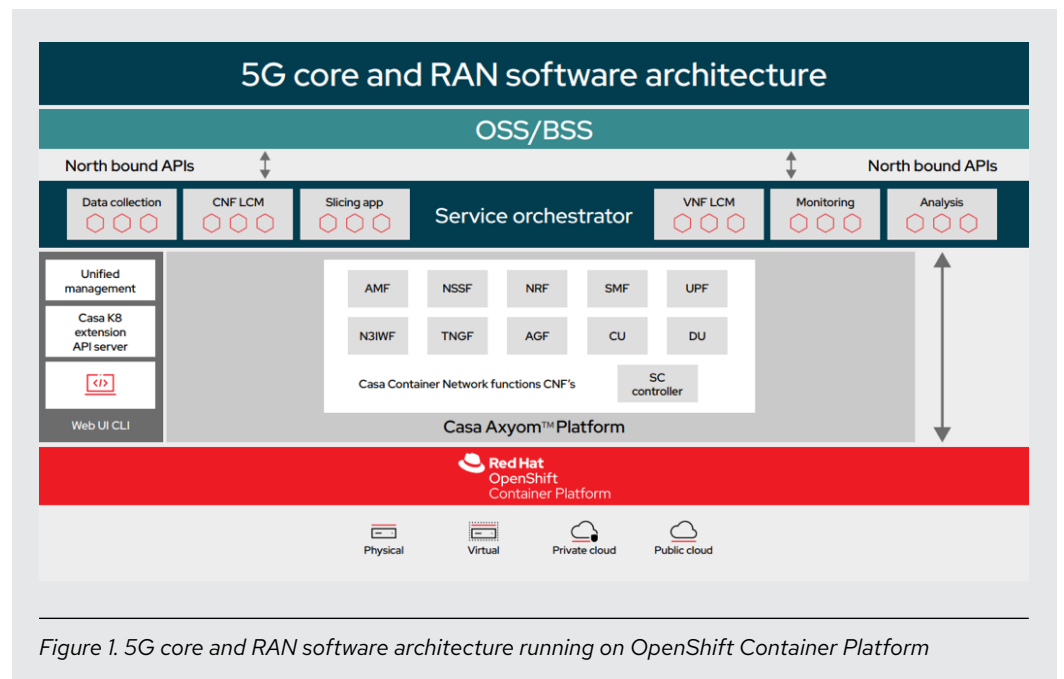 5G core and RAN software architecture
OSS/BSS
North bound APIs
North bound APIs
Data collection
CNF LCM
Slicing app
Service orchestrator
VNF LCM
Monitoring
Analysis
Unified
management
Casa K8
extension
API server
</>
Web UI CLI
AMF
NSSF
NRF
SMF
UPF
N3IWF
TNGF
AGF
CU
DU
Casa Container Network functions CNF's
SC
controller
Casa Axyom™ Platform
Red Hat
OpenShift
Container Platform
Physical
Virtual
Private cloud
Public cloud
Figure 1. 5G core and RAN software architecture running on OpenShift Container Platform